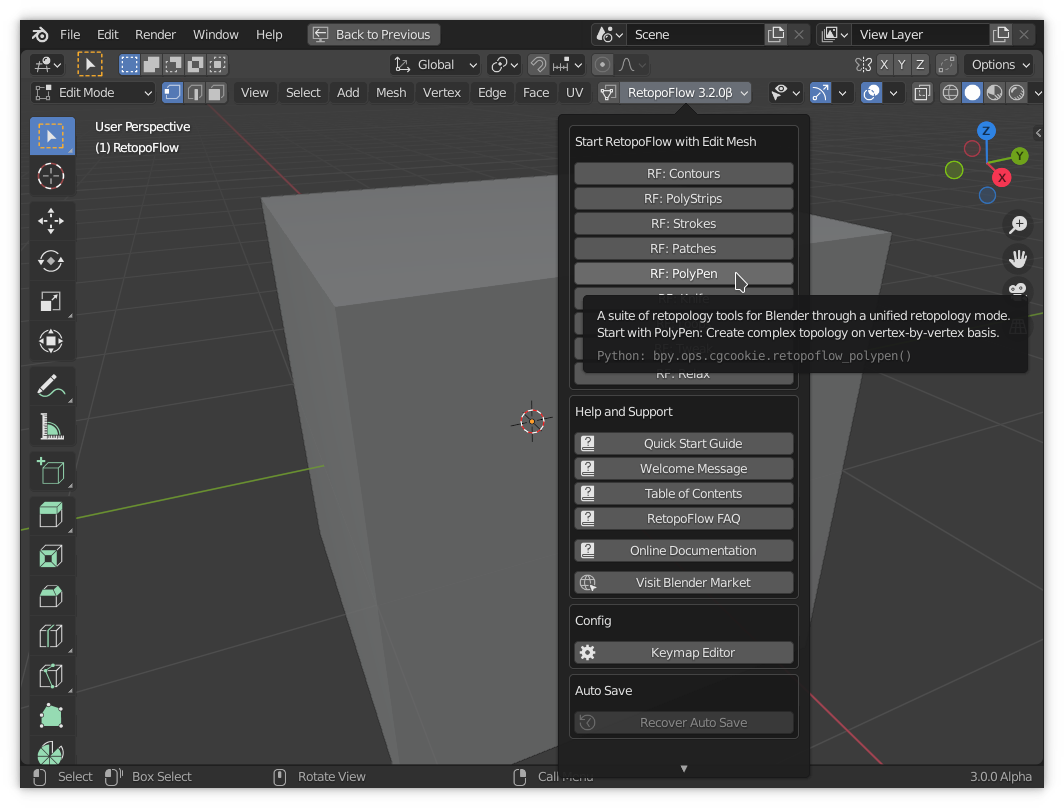 File Edit Render Window Help Back to Previous Scene View Layer
Global X Y Z Options
Edit Mode View Select Add Mesh Vertex Edge Face UV RetopoFlow 3.2.0β
User Perspective
(1) RetopoFlow
Z
Y
X
Start RetopoFlow with Edit Mesh
RF: Contours
RF: PolyStrips
RF: Strokes
RF: Patches
RF: PolyPen
A suite of retopology tools for Blender through a unified retopology mode.
Start with PolyPen: Create complex topology on vertex-by-vertex basis.
Python: bpy.ops.cgcookie.retopoflow_polypen()
RF: Relax
Help and Support
Quick Start Guide
Welcome Message
Table of Contents
RetopoFlow FAQ
Online Documentation
Visit Blender Market
Config
Keymap Editor
Auto Save
Recover Auto Save
Select Box Select Rotate View Call Menu 3.0.0 Alpha